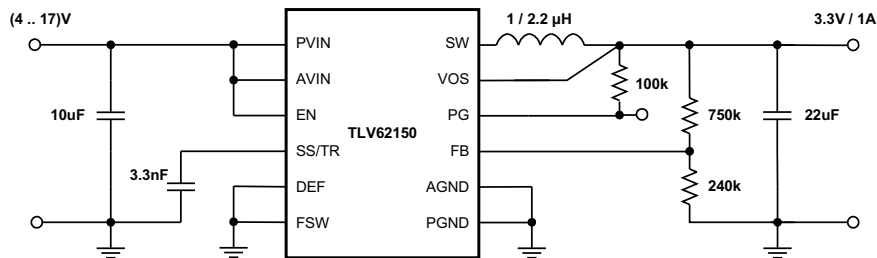 (4 .. 17)V
1 / 2.2 µH
3.3V / 1A
PVIN
SW
AVIN
VOS
100k
10uF
EN
PG
750k
22uF
TLV62150
SS/TR
FB
3.3nF
DEF
AGND
240k
FSW
PGND